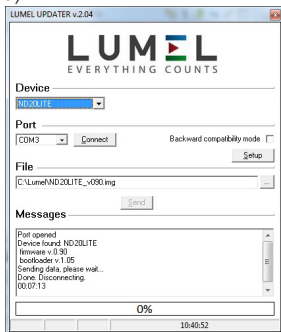 LUMEL UPDATER v.2.04
LUMEL
EVERYTHING COUNTS
Device
ND20LITE
Port
COM3 Connect Backward compatibility mode
Setup
File
C:\Lumel\ND20LITE_v090.img ...
Send
Messages
Port opened
Device found: ND20LITE
firmware v.0.90
bootloader v.1.05
Sending data, please wait...
Done. Disconnecting.
00:07:13
0%
10:40:52